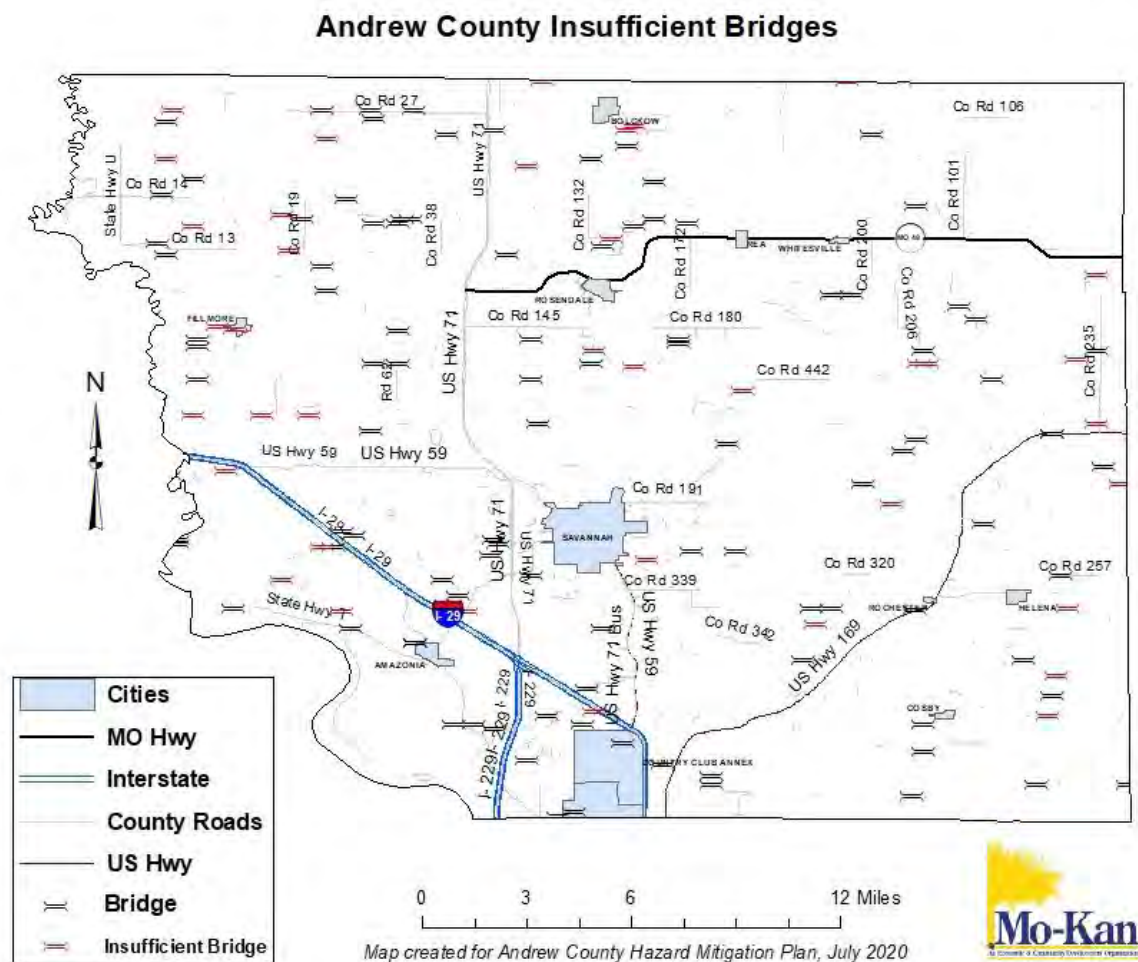 Andrew County Insufficient Bridges
Co Rd 27
BOLCKOW
Co Rd 106
US Hwy 71
State Hwy U
Co Rd 14
Co Rd 19
Co Rd 38
Co Rd 132
Co Rd 101
Co Rd 13
Co Rd 172
REA
WHITESVILLE
Co Rd 200
MO 48
ROSENDALE
FILLMORE
US Hwy 71
Co Rd 145
Co Rd 180
Co Rd 206
Co Rd 235
Rd 62
Co Rd 442
N
US Hwy 59
US Hwy 59
Co Rd 191
I-29
I-29
US Hwy 71
US Hwy 71
SAVANNAH
Co Rd 339
Co Rd 320
Co Rd 257
State Hwy T
I-29
US Hwy 59
Co Rd 342
ROCHESTER
HELENA
AMAZONIA
US Hwy 71 Bus
US Hwy 169
I- 229
I- 229
I- 229
229
COSBY
COUNTRY CLUB ANNEX
Cities
MO Hwy
Interstate
County Roads
US Hwy
Bridge
Insufficient Bridge
0 3 6 12 Miles
Map created for Andrew County Hazard Mitigation Plan, July 2020
Mo-Kan